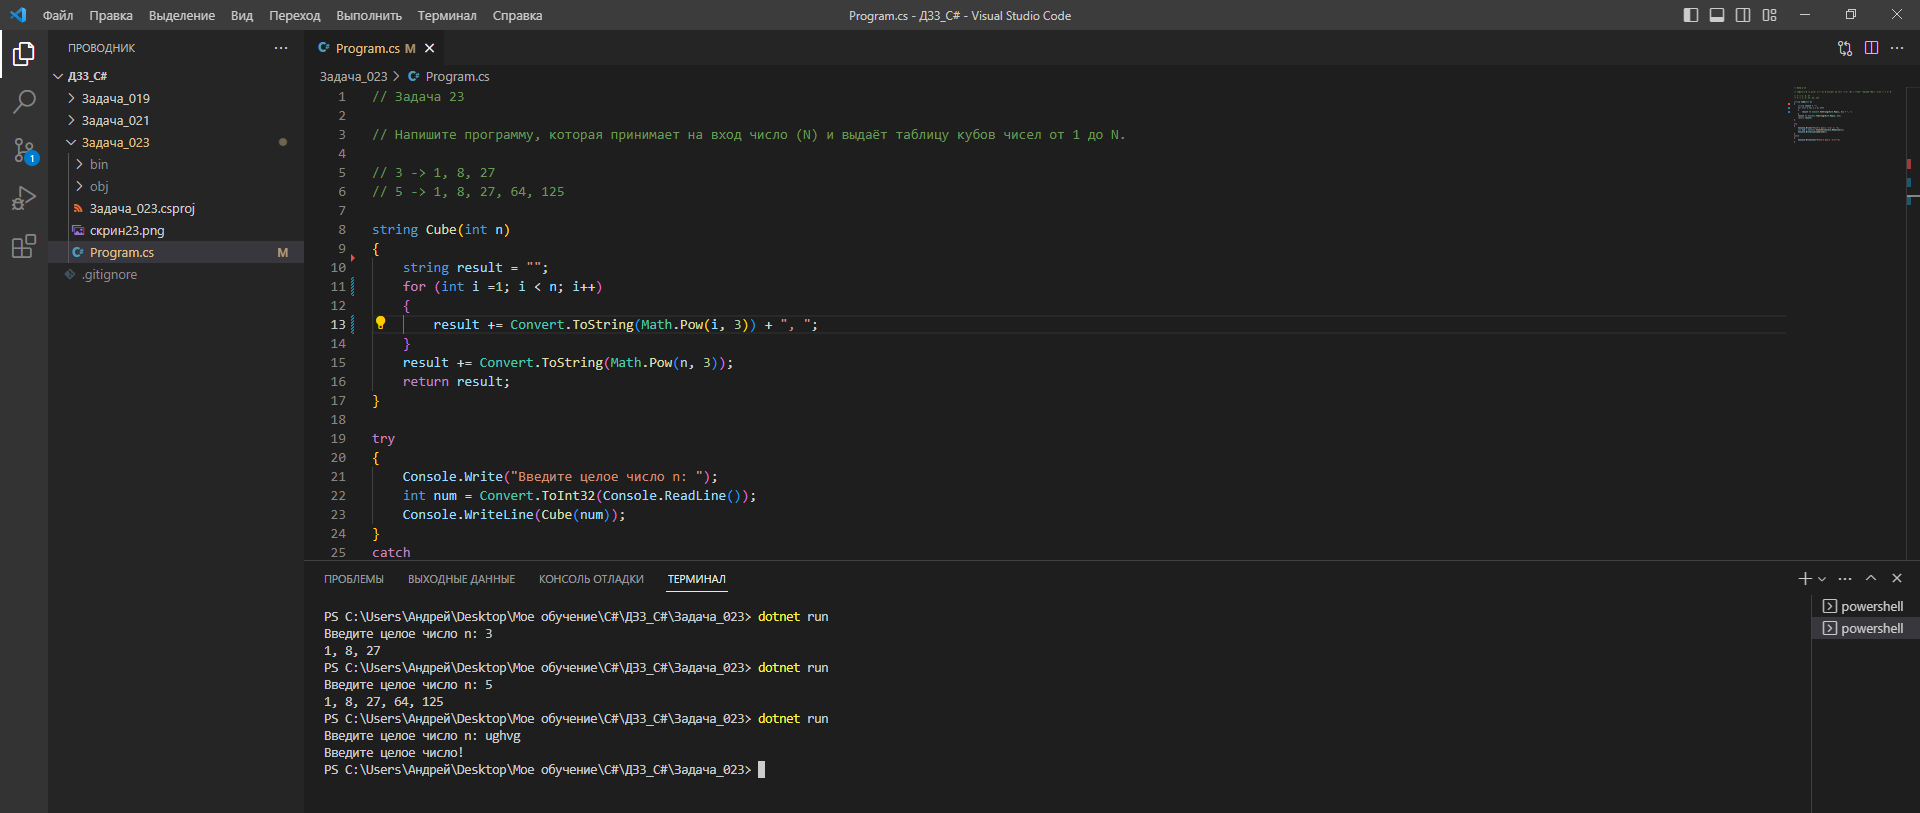 Файл Правка Выделение Вид Переход Выполнить Терминал Справка
Program.cs - ДЗ3_C# - Visual Studio Code
ПРОВОДНИК
ДЗ3_C#
Задача_019
Задача_021
Задача_023
bin
obj
Задача_023.csproj
скрин23.png
Program.cs M
.gitignore
1
Program.cs M
Задача_023 > Program.cs
1 // Задача 23
2
3 // Напишите программу, которая принимает на вход число (N) и выдаёт таблицу кубов чисел от 1 до N.
4
5 // 3 -> 1, 8, 27
6 // 5 -> 1, 8, 27, 64, 125
7
8 string Cube(int n)
9 {
10 string result = "";
11 for (int i =1; i < n; i++)
12 {
13 result += Convert.ToString(Math.Pow(i, 3)) + ", ";
14 }
15 result += Convert.ToString(Math.Pow(n, 3));
16 return result;
17 }
18
19 try
20 {
21 Console.Write("Введите целое число n: ");
22 int num = Convert.ToInt32(Console.ReadLine());
23 Console.WriteLine(Cube(num));
24 }
25 catch
ПРОБЛЕМЫ ВЫХОДНЫЕ ДАННЫЕ КОНСОЛЬ ОТЛАДКИ ТЕРМИНАЛ
PS C:\Users\Андрей\Desktop\Мое обучение\C#\ДЗ3_C#\Задача_023> dotnet run
Введите целое число n: 3
1, 8, 27
PS C:\Users\Андрей\Desktop\Мое обучение\C#\ДЗ3_C#\Задача_023> dotnet run
Введите целое число n: 5
1, 8, 27, 64, 125
PS C:\Users\Андрей\Desktop\Мое обучение\C#\ДЗ3_C#\Задача_023> dotnet run
Введите целое число n: ughvg
Введите целое число!
PS C:\Users\Андрей\Desktop\Мое обучение\C#\ДЗ3_C#\Задача_023>
powershell
powershell